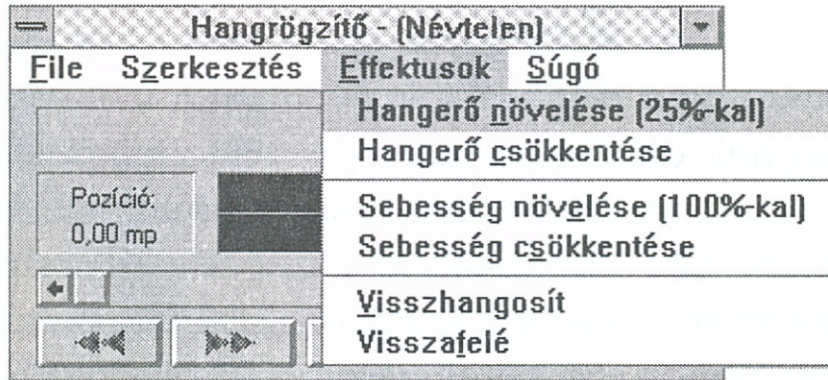 Hangrögzítő - (Névtelen)
File Szerkesztés Effektusok Súgó
Hangerő növelése (25%-kal)
Hangerő csökkentése
Sebesség növelése (100%-kal)
Sebesség csökkentése
Visszhangosít
Visszafelé
Pozíció:
0,00 mp